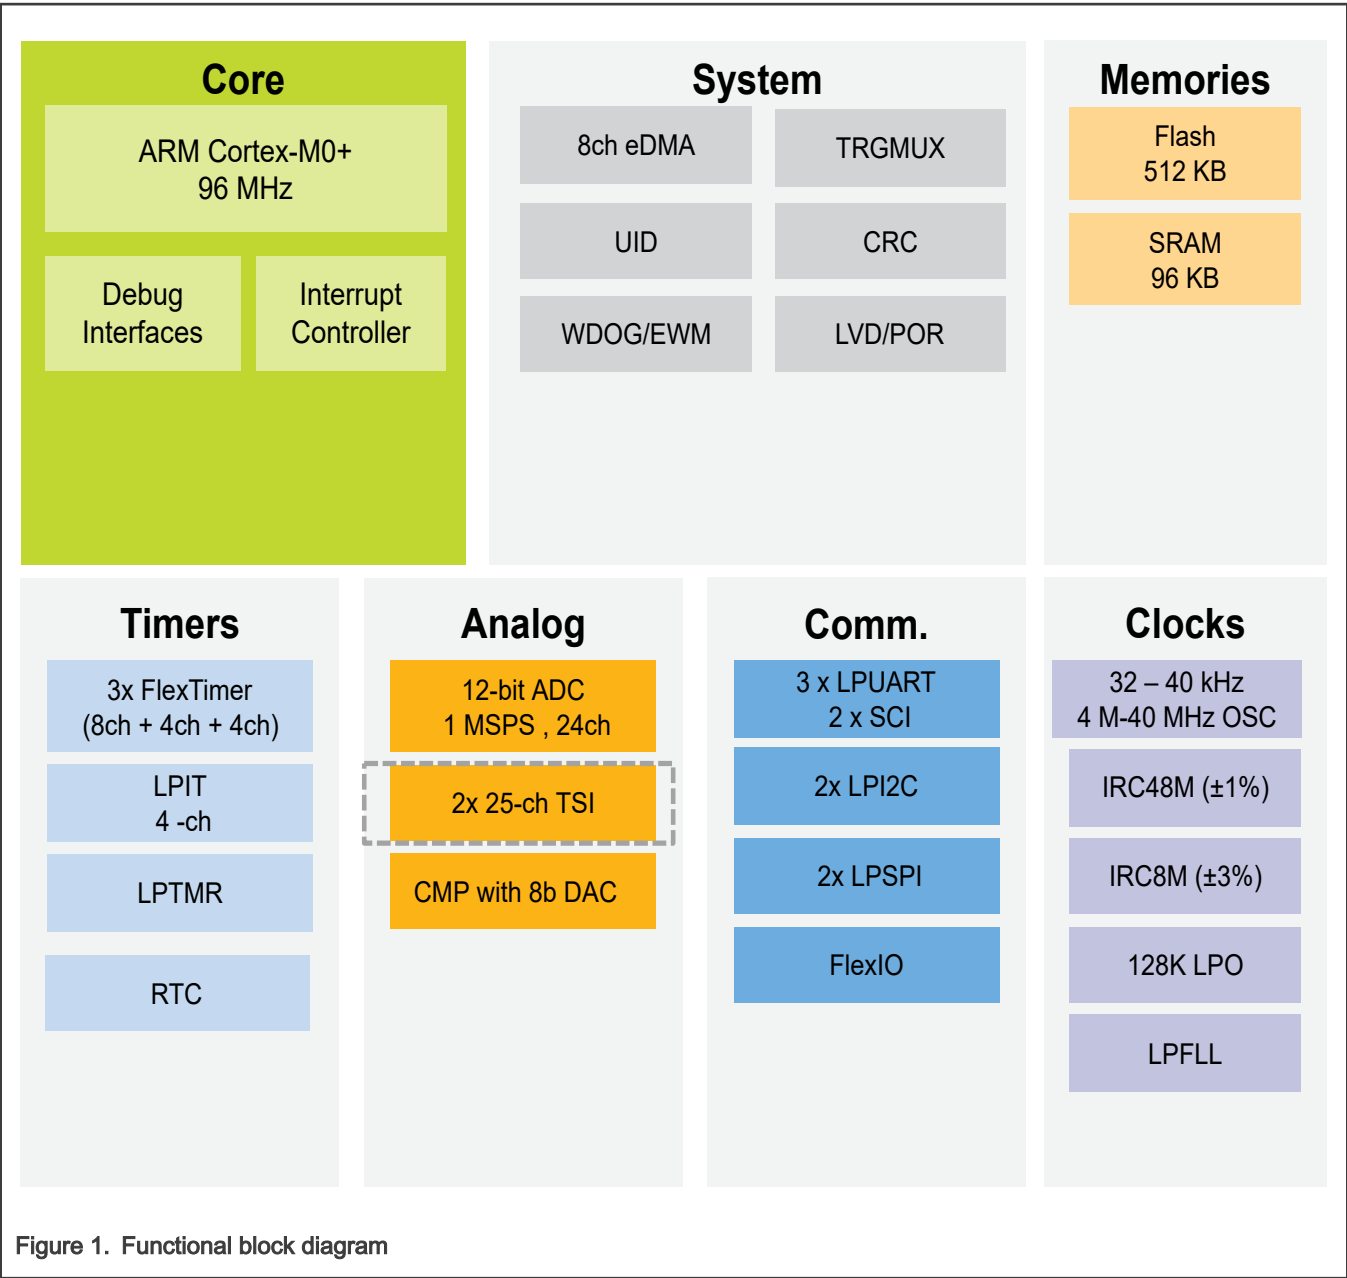 Core
ARM Cortex-M0+
96 MHz
Debug
Interfaces
Interrupt
Controller
System
8ch eDMA
TRGMUX
UID
CRC
WDOG/EWM
LVD/POR
Memories
Flash
512 KB
SRAM
96 KB
Timers
3x FlexTimer
(8ch + 4ch + 4ch)
LPIT
4 -ch
LPTMR
RTC
Analog
12-bit ADC
1 MSPS , 24ch
2x 25-ch TSI
CMP with 8b DAC
Comm.
3 x LPUART
2 x SCI
2x LPI2C
2x LPSPI
FlexIO
Clocks
32 – 40 kHz
4 M-40 MHz OSC
IRC48M (±1%)
IRC8M (±3%)
128K LPO
LPFLL
Figure 1. Functional block diagram